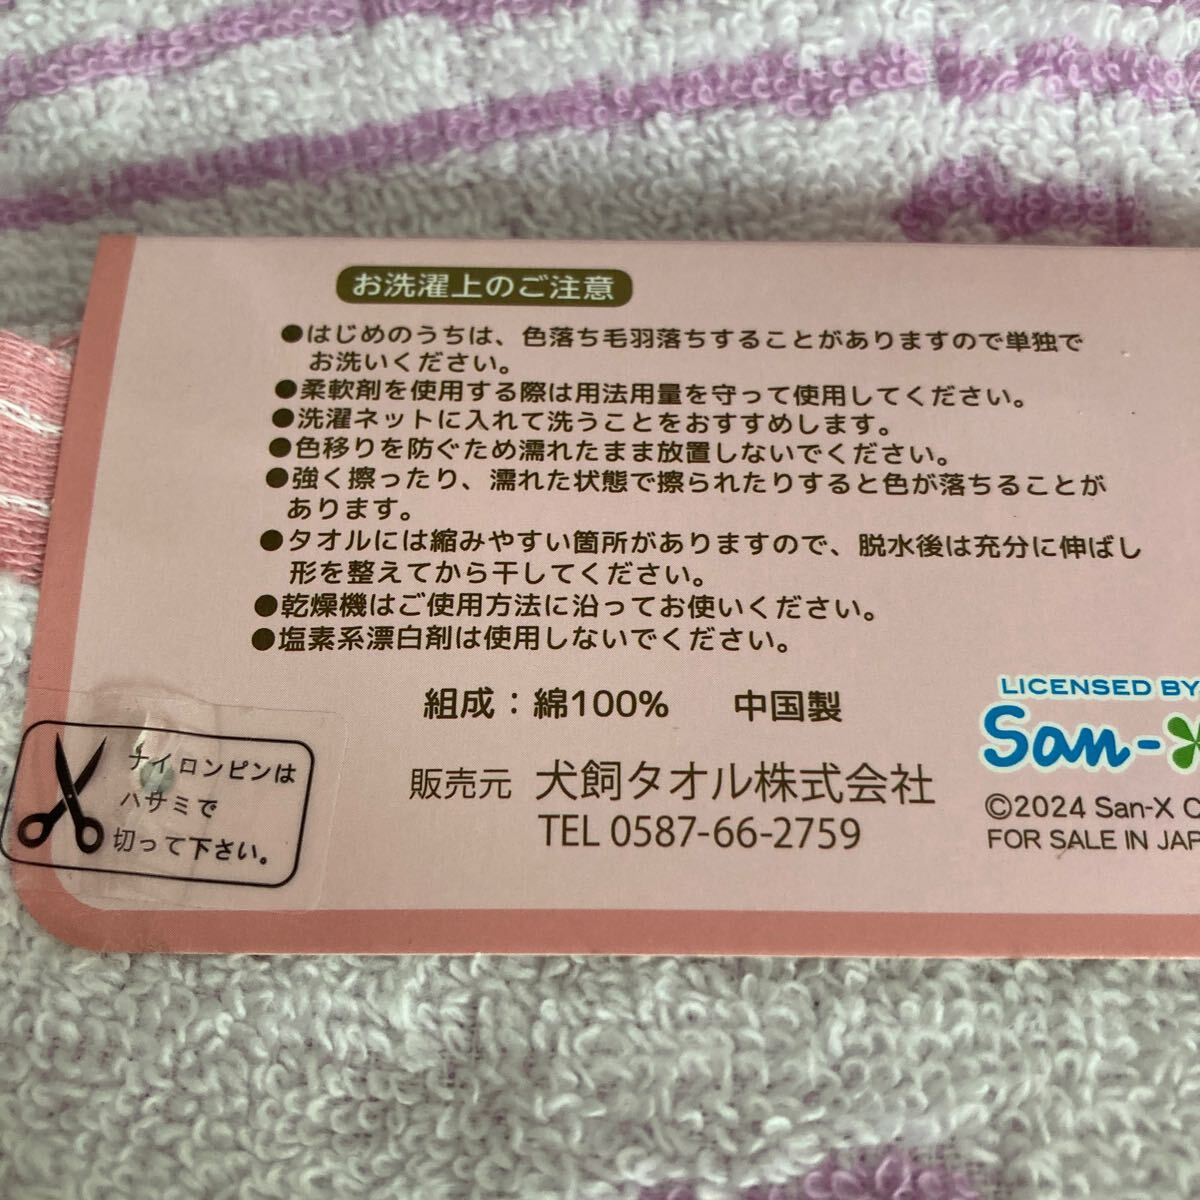 お洗濯上のご注意
●はじめのうちは、色落ち毛羽落ちすることがありますので単独で
お洗いください。
●柔軟剤を使用する際は用法用量を守って使用してください。
●洗濯ネットに入れて洗うことをおすすめします。
●色移りを防ぐため濡れたまま放置しないでください。
●強く擦ったり、濡れた状態で擦られたりすると色が落ちることが
あります。
●タオルには縮みやすい箇所がありますので、脱水後は充分に伸ばし
形を整えてから干してください。
●乾燥機はご使用方法に沿ってお使いください。
●塩素系漂白剤は使用しないでください。
組成：綿100%　中国製
販売元 犬飼タオル株式会社
TEL 0587-66-2759
LICENSED BY
San-X
©2024 San-X C
FOR SALE IN JAP
ナイロンピンは
ハサミで
切って下さい。